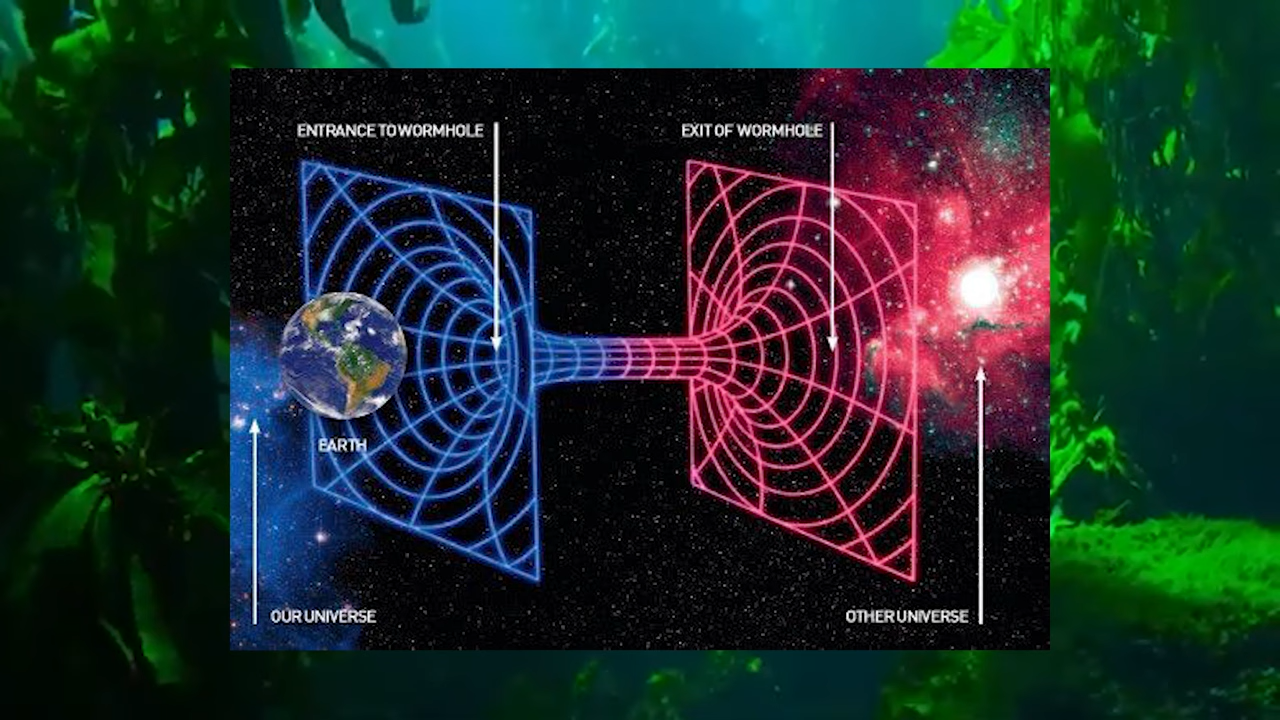 ENTRANCE TO WORMHOLE
EXIT OF WORMHOLE
EARTH
OUR UNIVERSE
OTHER UNIVERSE